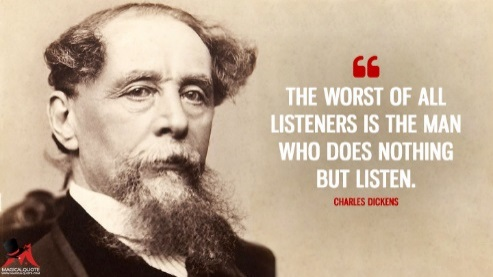 THE WORST OF ALL
LISTENERS IS THE MAN
WHO DOES NOTHING
BUT LISTEN.
CHARLES DICKENS
MAGICALQUOTE